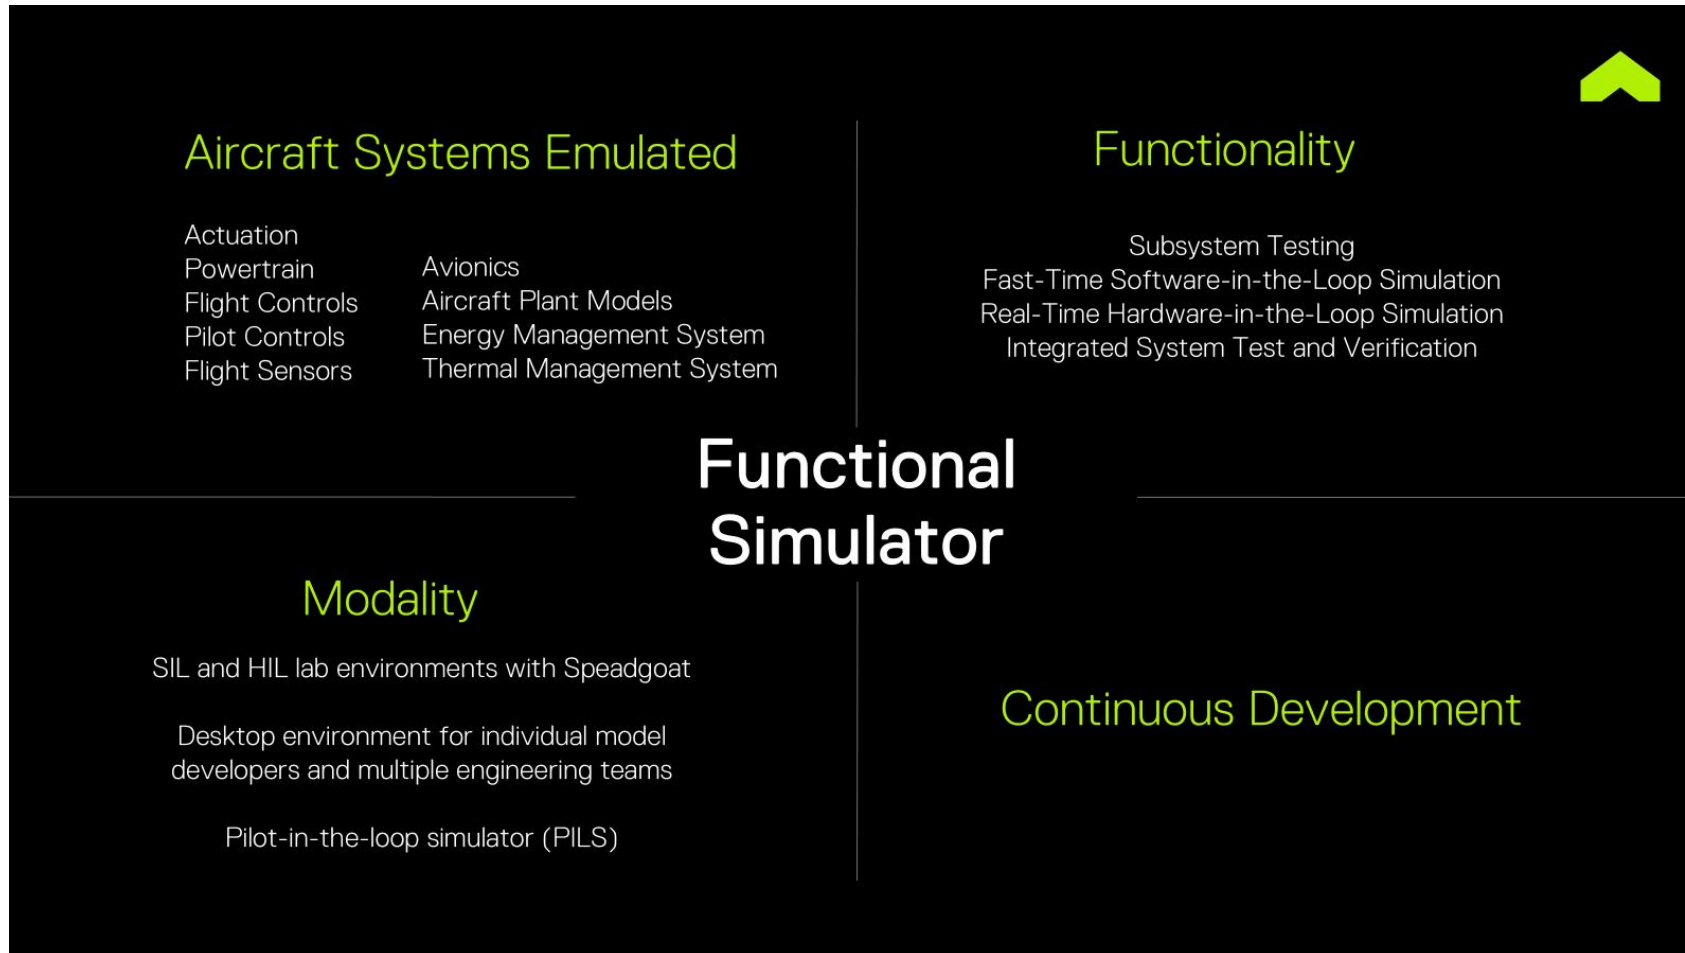 Aircraft Systems Emulated
Actuation
Powertrain
Flight Controls
Pilot Controls
Flight Sensors
Avionics
Aircraft Plant Models
Energy Management System
Thermal Management System
Functionality
Subsystem Testing
Fast-Time Software-in-the-Loop Simulation
Real-Time Hardware-in-the-Loop Simulation
Integrated System Test and Verification
Functional
Simulator
Modality
SIL and HIL lab environments with Speadgoat
Desktop environment for individual model
developers and multiple engineering teams
Pilot-in-the-loop simulator (PILS)
Continuous Development